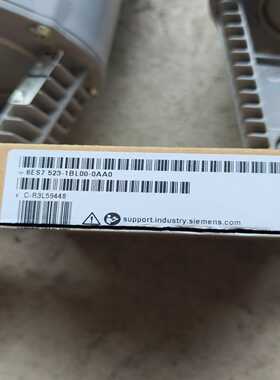 6ES7 523-1BL00-0AA0
C-R3L59448
support.industry.siemens.com